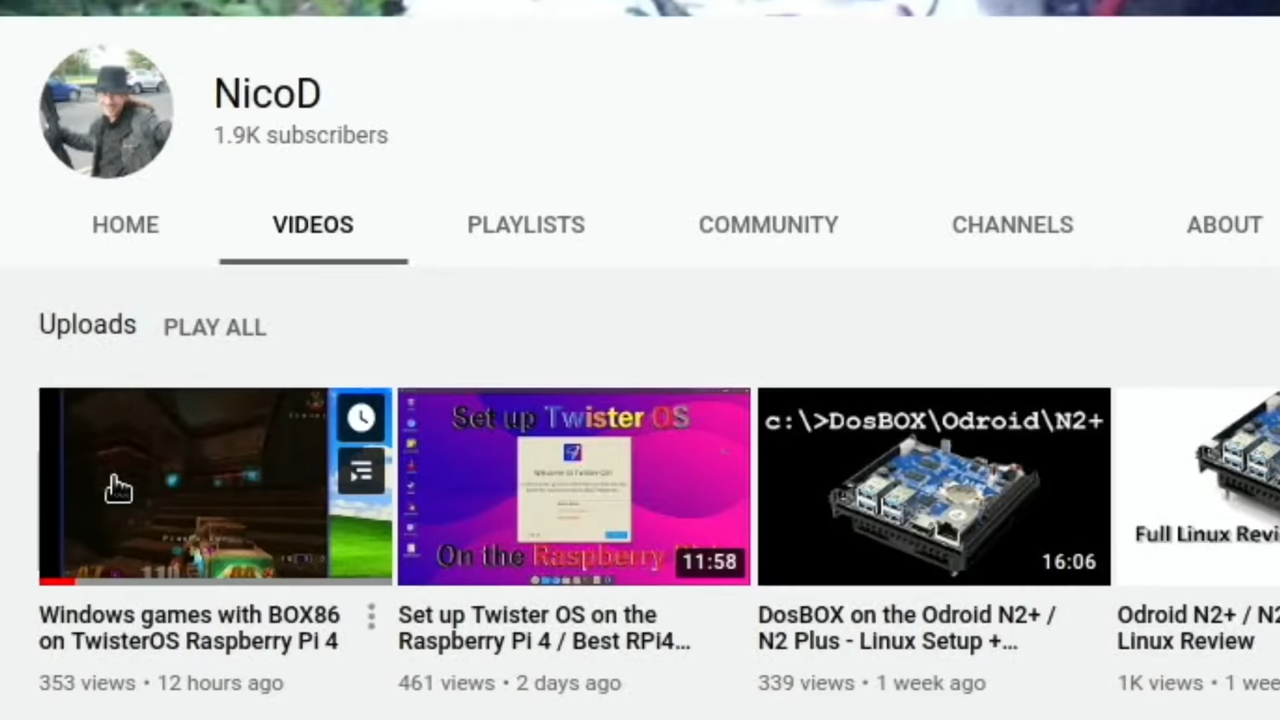 NicoD
1.9K subscribers
HOME VIDEOS PLAYLISTS COMMUNITY CHANNELS ABOUT
Uploads PLAY ALL
Set up Twister OS
On the Raspberry
11:58
c:\>DosBOX\Odroid\N2+
16:06
Full Linux
Windows games with BOX86
on TwisterOS Raspberry Pi 4
353 views • 12 hours ago
Set up Twister OS on the
Raspberry Pi 4 / Best RPi4...
461 views • 2 days ago
DosBOX on the Odroid N2+ /
N2 Plus - Linux Setup +...
339 views • 1 week ago
Odroid N2+ /
Linux Review
1K views • 1